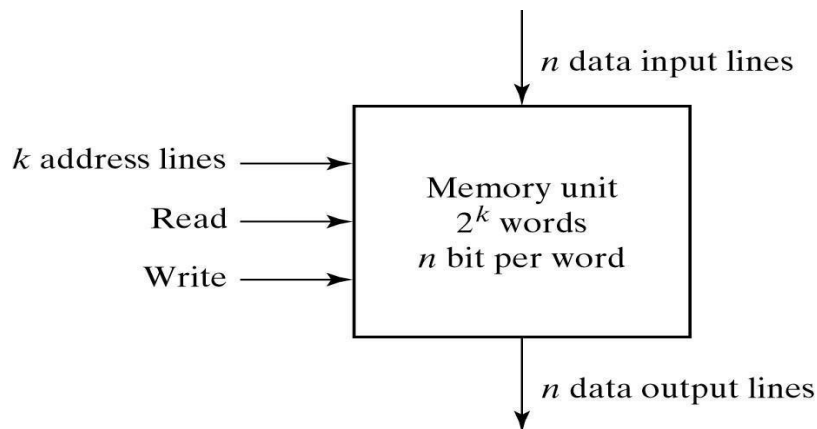 n data input lines
k address lines
Read
Write
Memory unit
2^k words
n bit per word
n data output lines